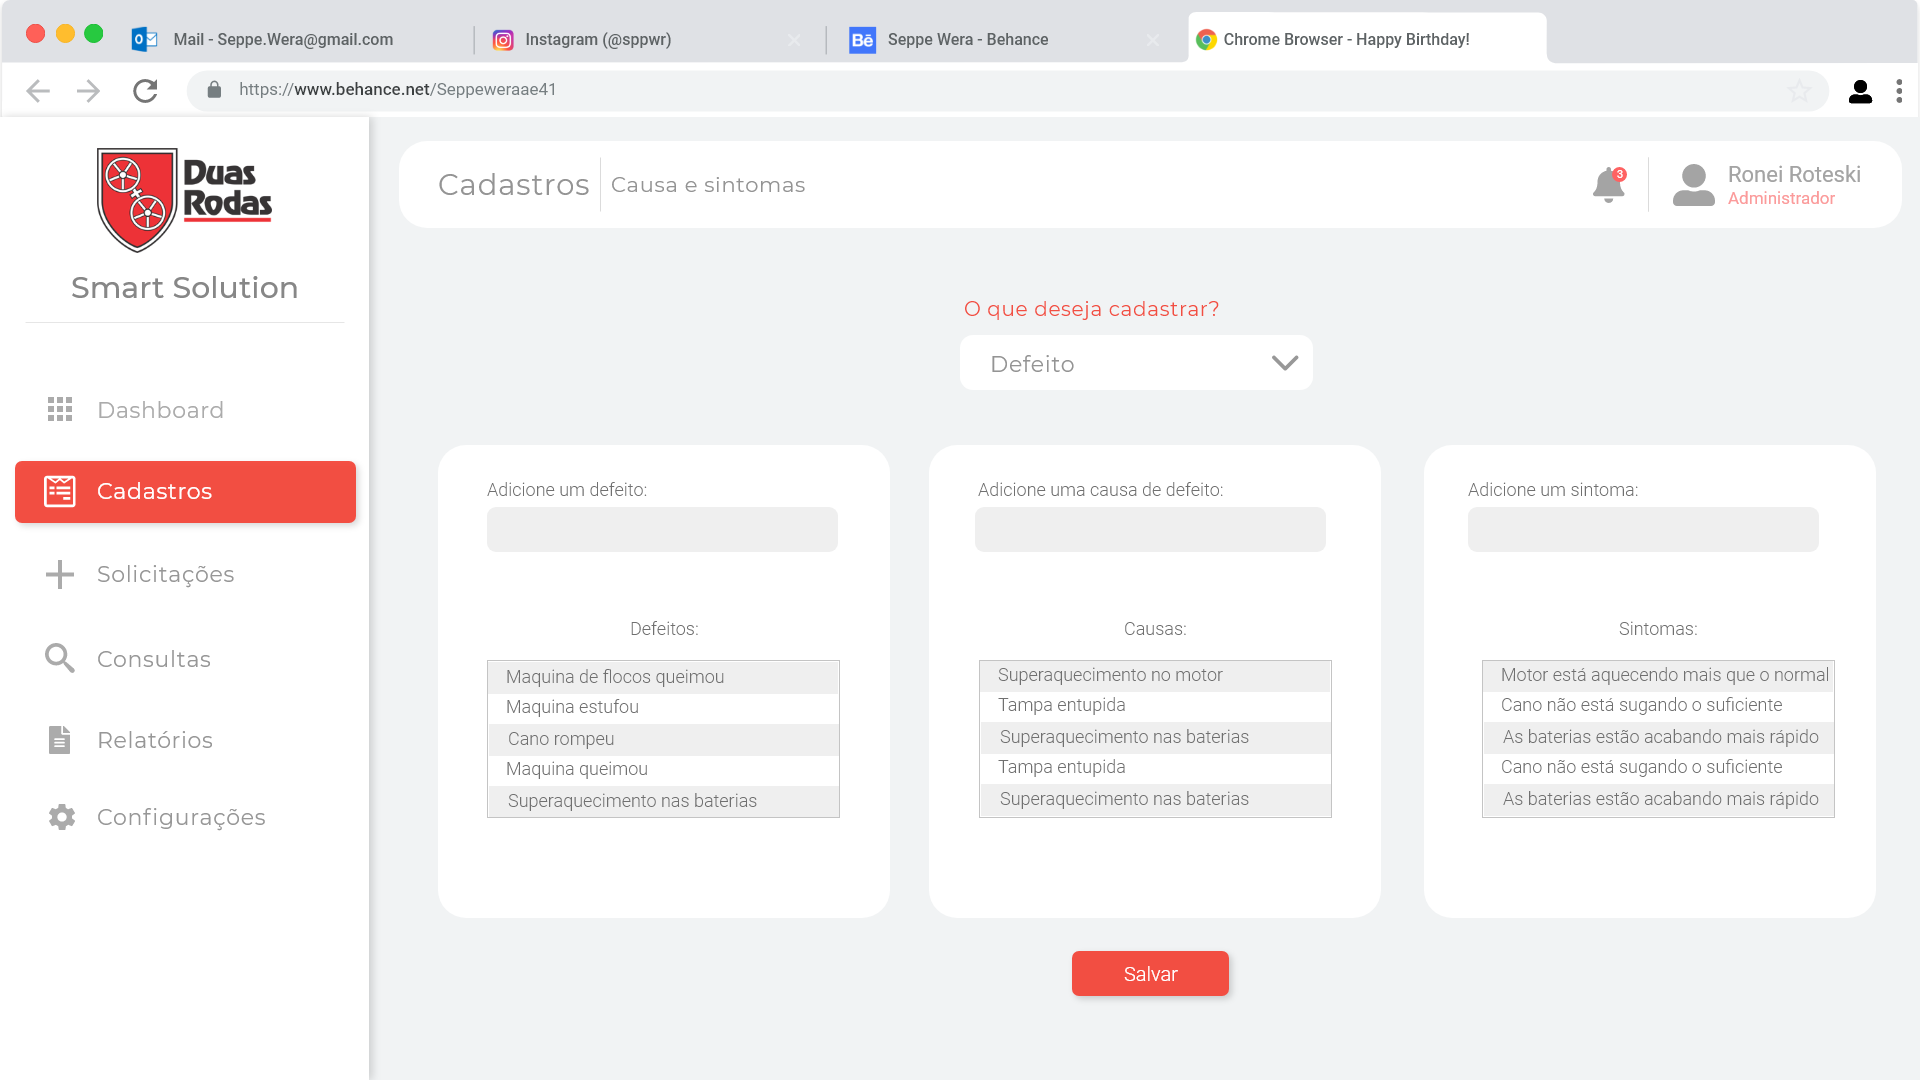 Mail - Seppe.Wera@gmail.com
Instagram (@sppwr)
Bē
Seppe Wera - Behance
Chrome Browser - Happy Birthday!
https://www.behance.net/Seppeweraae41
Duas
Rodas
Smart Solution
Dashboard
Cadastros
Solicitações
Consultas
Relatórios
Configurações
Cadastros
Causa e sintomas
3
Ronei Roteski
Administrador
O que deseja cadastrar?
Defeito
Adicione um defeito:
Defeitos:
Maquina de flocos queimou
Maquina estufou
Cano rompeu
Maquina queimou
Superaquecimento nas baterias
Adicione uma causa de defeito:
Causas:
Superaquecimento no motor
Tampa entupida
Superaquecimento nas baterias
Tampa entupida
Superaquecimento nas baterias
Adicione um sintoma:
Sintomas:
Motor está aquecendo mais que o normal
Cano não está sugando o suficiente
As baterias estão acabando mais rápido
Cano não está sugando o suficiente
As baterias estão acabando mais rápido
Salvar